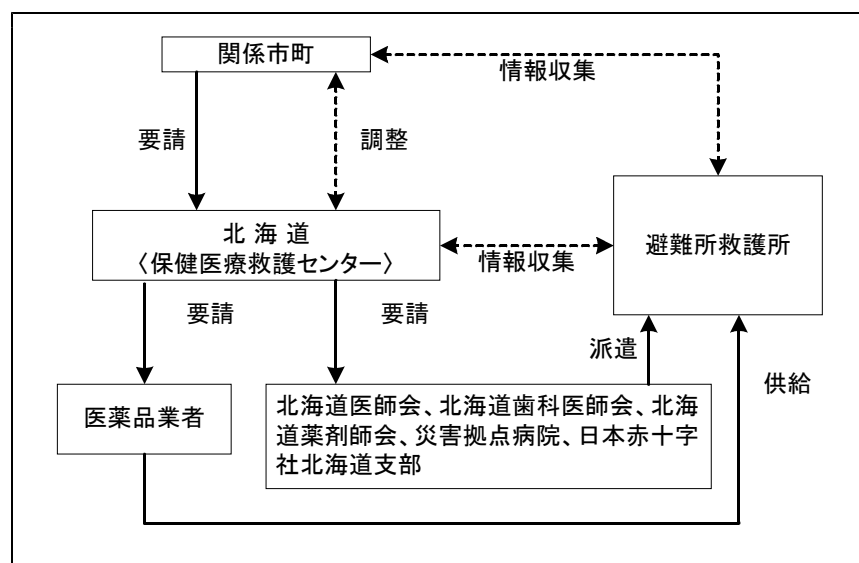 関係市町
情報収集
要請
調整
北 海 道
〈保健医療救護センター〉
情報収集
避難所救護所
要請
要請
派遣
供給
医薬品業者
北海道医師会、北海道歯科医師会、北海
道薬剤師会、災害拠点病院、日本赤十字
社北海道支部